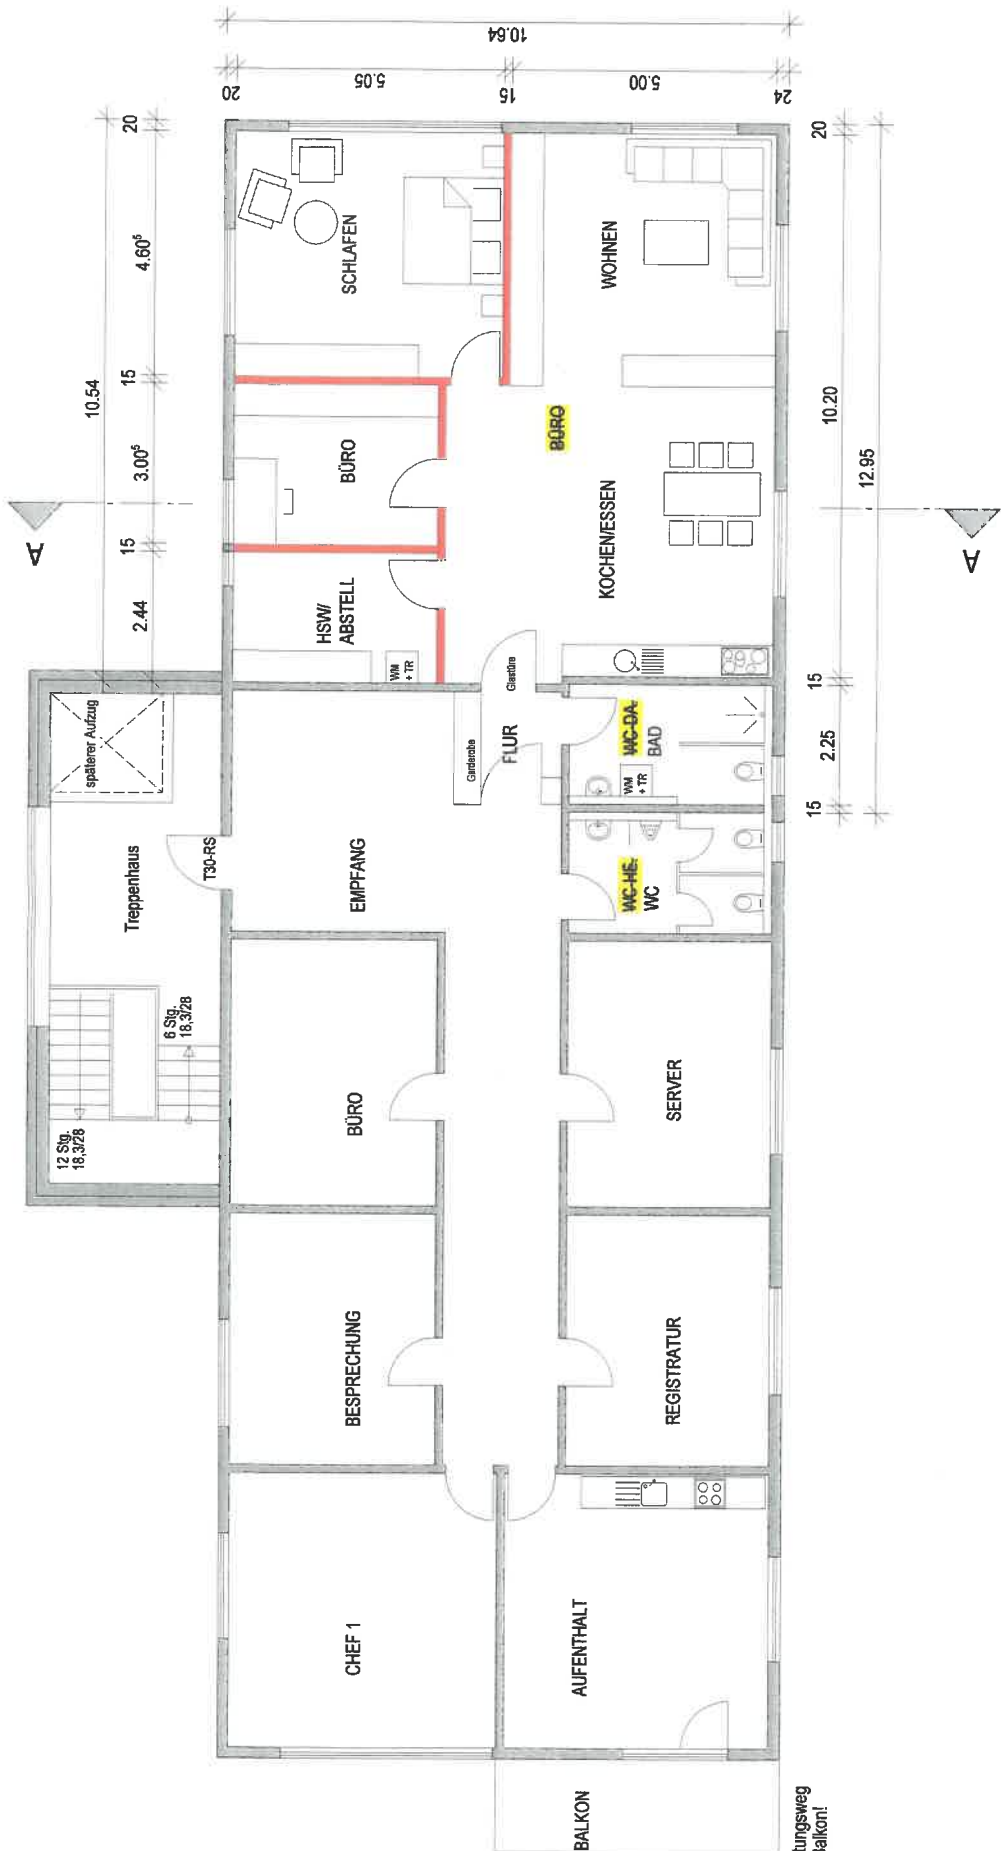 10.64
20
5.05
15
5.00
24
10.54
20
4.60⁵
15
3.00⁵
15
2.44
A
SCHLAFEN
WOHNEN
BÜRO
BÜRO
KOCHEN/ESSEN
HSW/
ABSTELL
WM
+ TR
20
10.20
12.95
15
2.25
15
A
späterer Aufzug
Treppenhaus
T30-RS
6 Stg.
18,3/28
12 Stg.
18,3/28
Glastüre
Garderobe
FLUR
EMPFANG
WC-DA.
BAD
WM
+ TR
WC-HE.
WC
BÜRO
SERVER
BESPRECHUNG
REGISTRATUR
CHEF 1
AUFENTHALT
BALKON
tungsweg
Balkon!